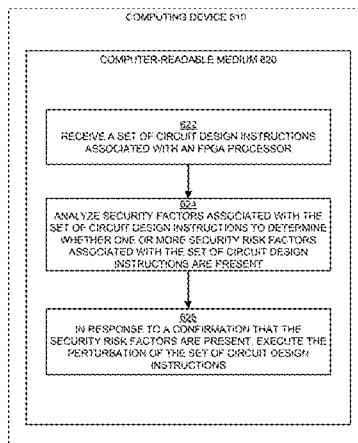 COMPUTING DEVICE 610
COMPUTER-READABLE MEDIUM 620
622
RECEIVE A SET OF CIRCUIT DESIGN INSTRUCTIONS
ASSOCIATED WITH AN FPGA PROCESSOR
624
ANALYZE SECURITY FACTORS ASSOCIATED WITH THE
SET OF CIRCUIT DESIGN INSTRUCTIONS TO DETERMINE
WHETHER ONE OR MORE SECURITY RISK FACTORS
ASSOCIATED WITH THE SET OF CIRCUIT DESIGN
INSTRUCTIONS ARE PRESENT
626
IN RESPONSE TO A CONFIRMATION THAT THE
SECURITY RISK FACTORS ARE PRESENT, EXECUTE THE
PERTURBATION OF THE SET OF CIRCUIT DESIGN
INSTRUCTIONS